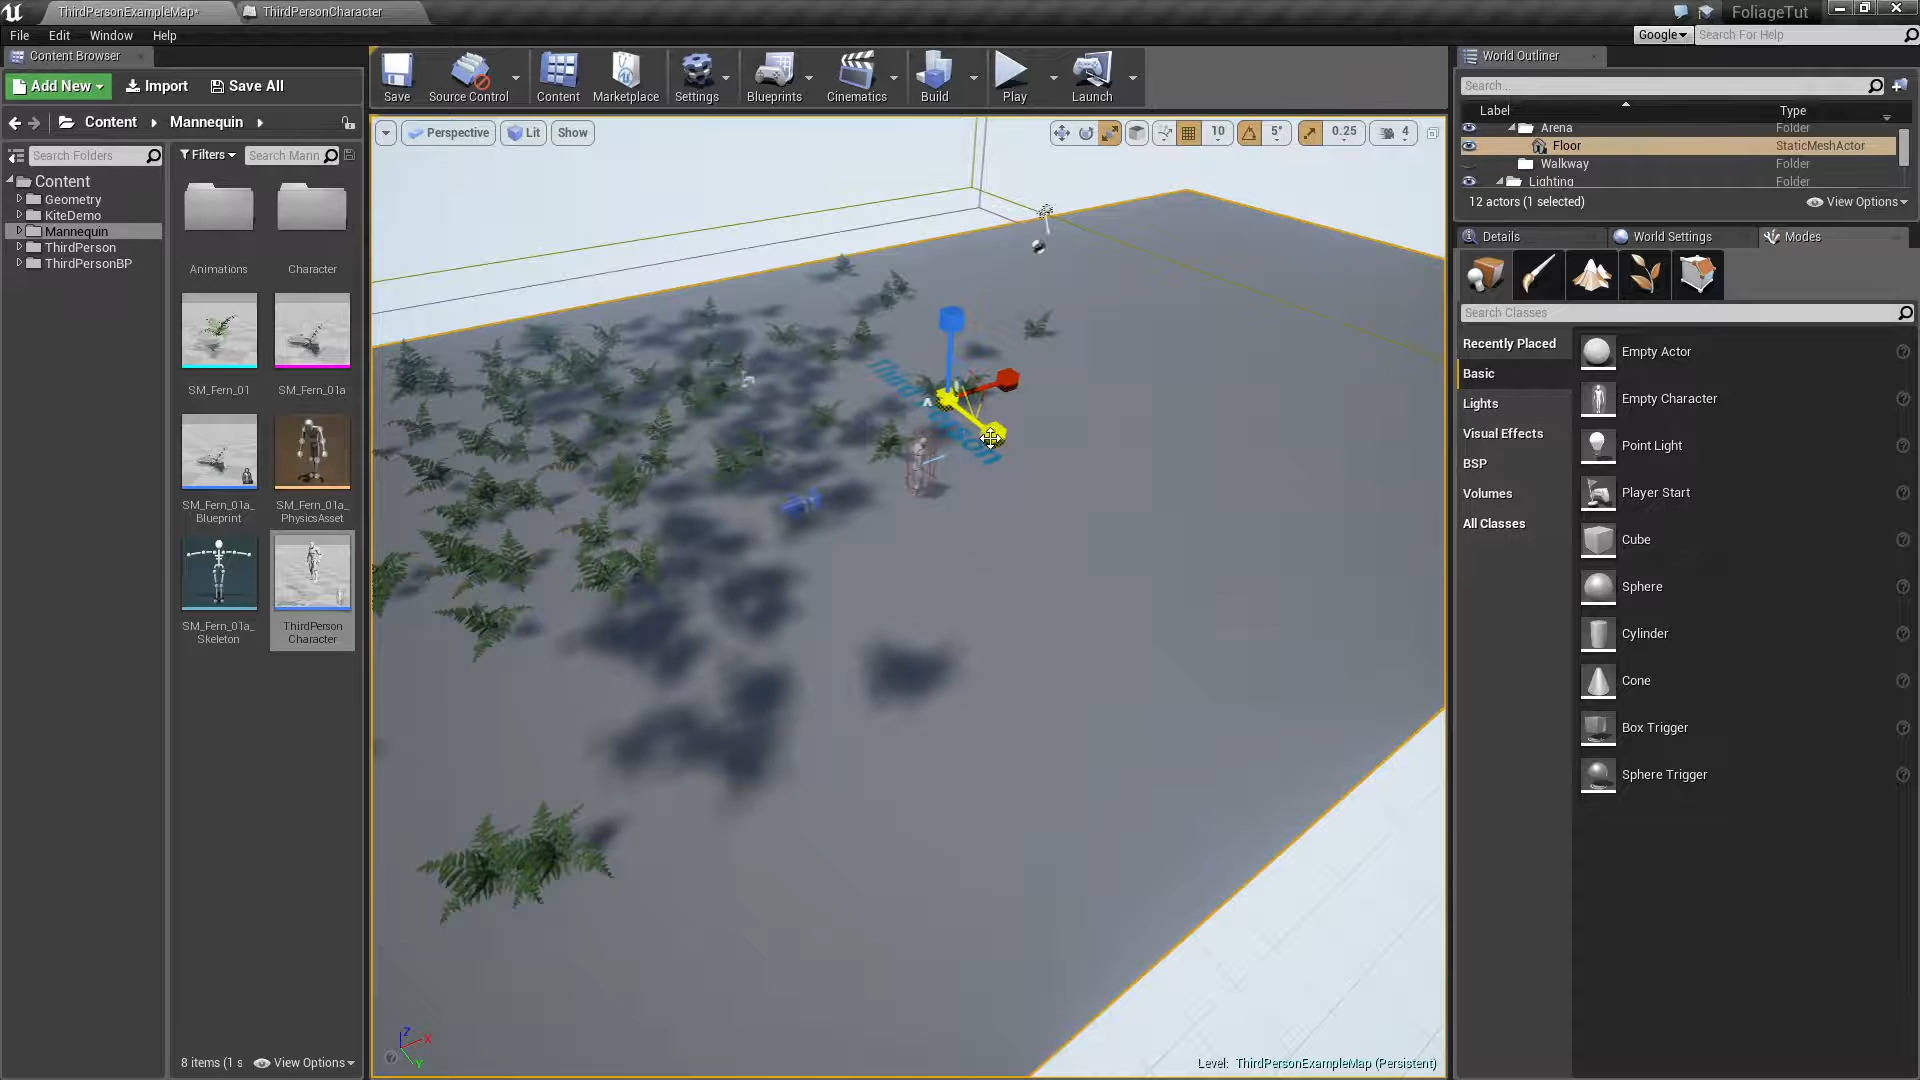 ThirdPersonExampleMap*
ThirdPersonCharacter
FoliageTut
File Edit Window Help
Google
Search For Help
Content Browser
Add New
Import
Save All
Content
Mannequin
Search Folders
Filters
Search Mann
Content
Geometry
KiteDemo
Mannequin
ThirdPerson
ThirdPersonBP
Animations
Character
SM_Fern_01
SM_Fern_01a
SM_Fern_01a_
Blueprint
SM_Fern_01a_
PhysicsAsset
SM_Fern_01a_
Skeleton
ThirdPerson
Character
8 items (1 s
View Options
Save
Source Control
Content
Marketplace
Settings
Blueprints
Cinematics
Build
Play
Launch
Perspective
Lit
Show
10
5°
0.25
4
Z
X
Y
Level: ThirdPersonExampleMap (Persistent)
World Outliner
Search...
Label
Type
Arena
Folder
Floor
StaticMeshActor
Walkway
Folder
Lighting
Folder
12 actors (1 selected)
View Options
Details
World Settings
Modes
Search Classes
Recently Placed
Basic
Lights
Visual Effects
BSP
Volumes
All Classes
Empty Actor
Empty Character
Point Light
Player Start
Cube
Sphere
Cylinder
Cone
Box Trigger
Sphere Trigger